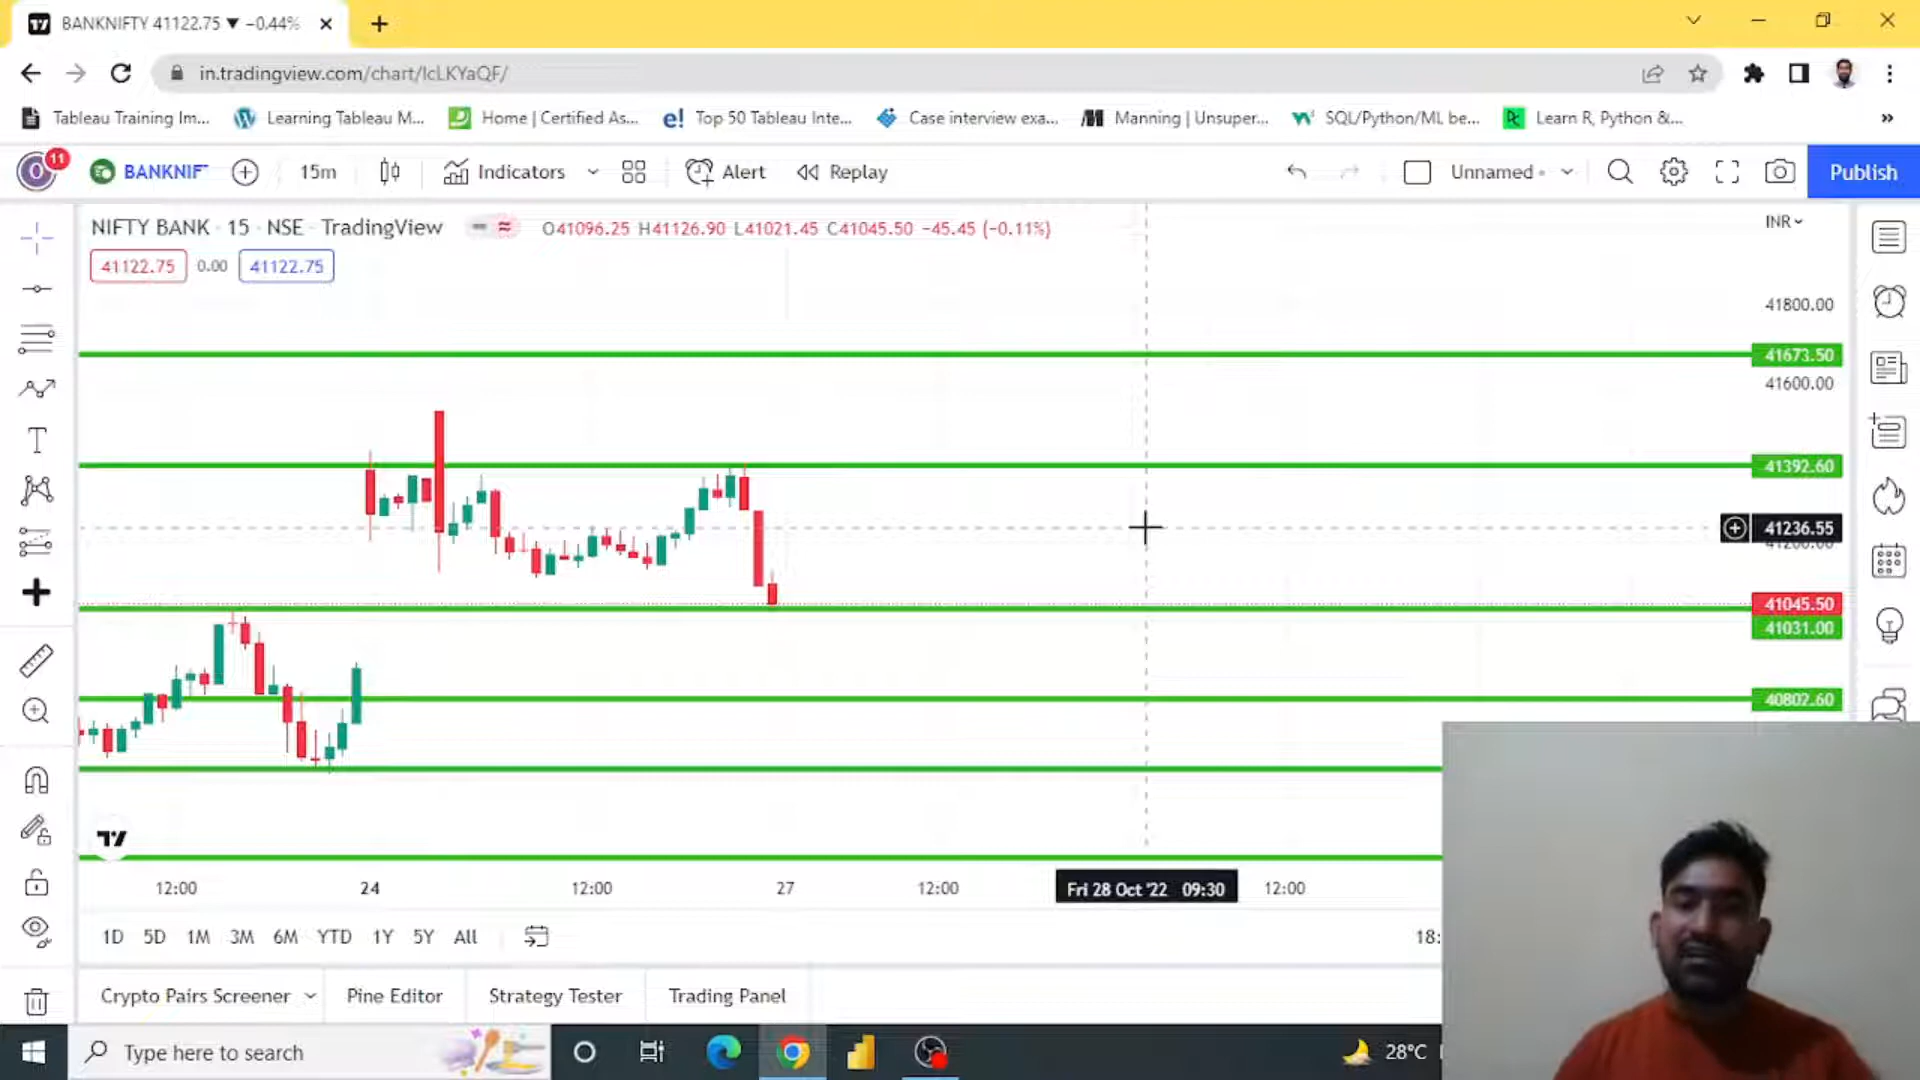 BANKNIFTY 41122.75 ▼ −0.44%
in.tradingview.com/chart/IcLKYaQF/
Tableau Training Im...
Learning Tableau M...
Home | Certified As...
Top 50 Tableau Inte...
Case interview exa...
Manning | Unsuper...
SQL/Python/ML be...
Learn R, Python &...
»
11
BANKNIF
15m
Indicators
Alert
Replay
Unnamed
Publish
NIFTY BANK · 15 · NSE · TradingView
O41096.25 H41126.90 L41021.45 C41045.50 −45.45 (−0.11%)
INR
41122.75 0.00 41122.75
41800.00
41673.50
41600.00
41392.60
41236.55
41200.00
41045.50
41031.00
40802.60
12:00 24 12:00 27 12:00 Fri 28 Oct '22 09:30 12:00
1D 5D 1M 3M 6M YTD 1Y 5Y All
18:
Crypto Pairs Screener
Pine Editor
Strategy Tester
Trading Panel
Type here to search
28°C